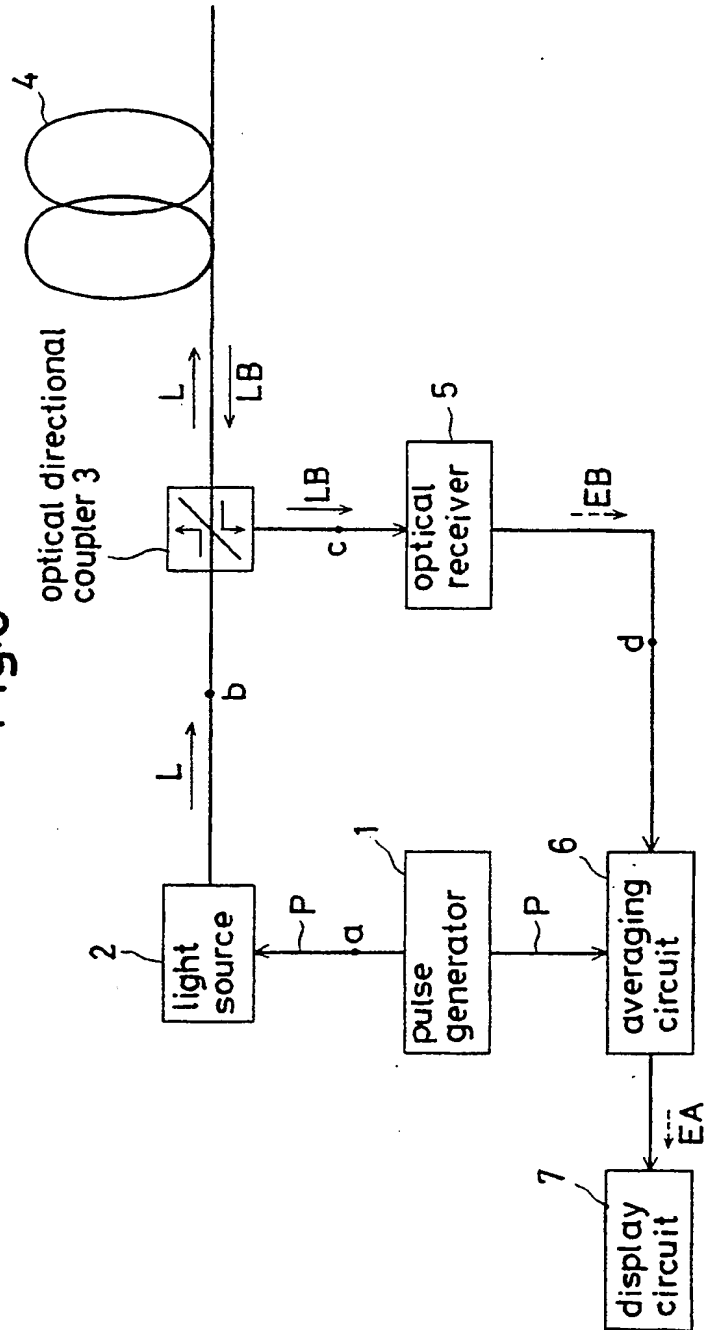 Fig.
4
optical directional
coupler 3
L
LB
LB
L
b
c
5
optical
receiver
EB
d
2
light
source
P
a
1
pulse
generator
P
6
averaging
circuit
EA
7
display
circuit